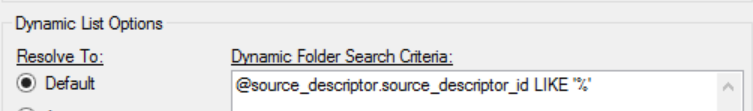 Dynamic List Options
Resolve To: Dynamic Folder Search Criteria:
Default @source_descriptor.source_descriptor_id LIKE '%'